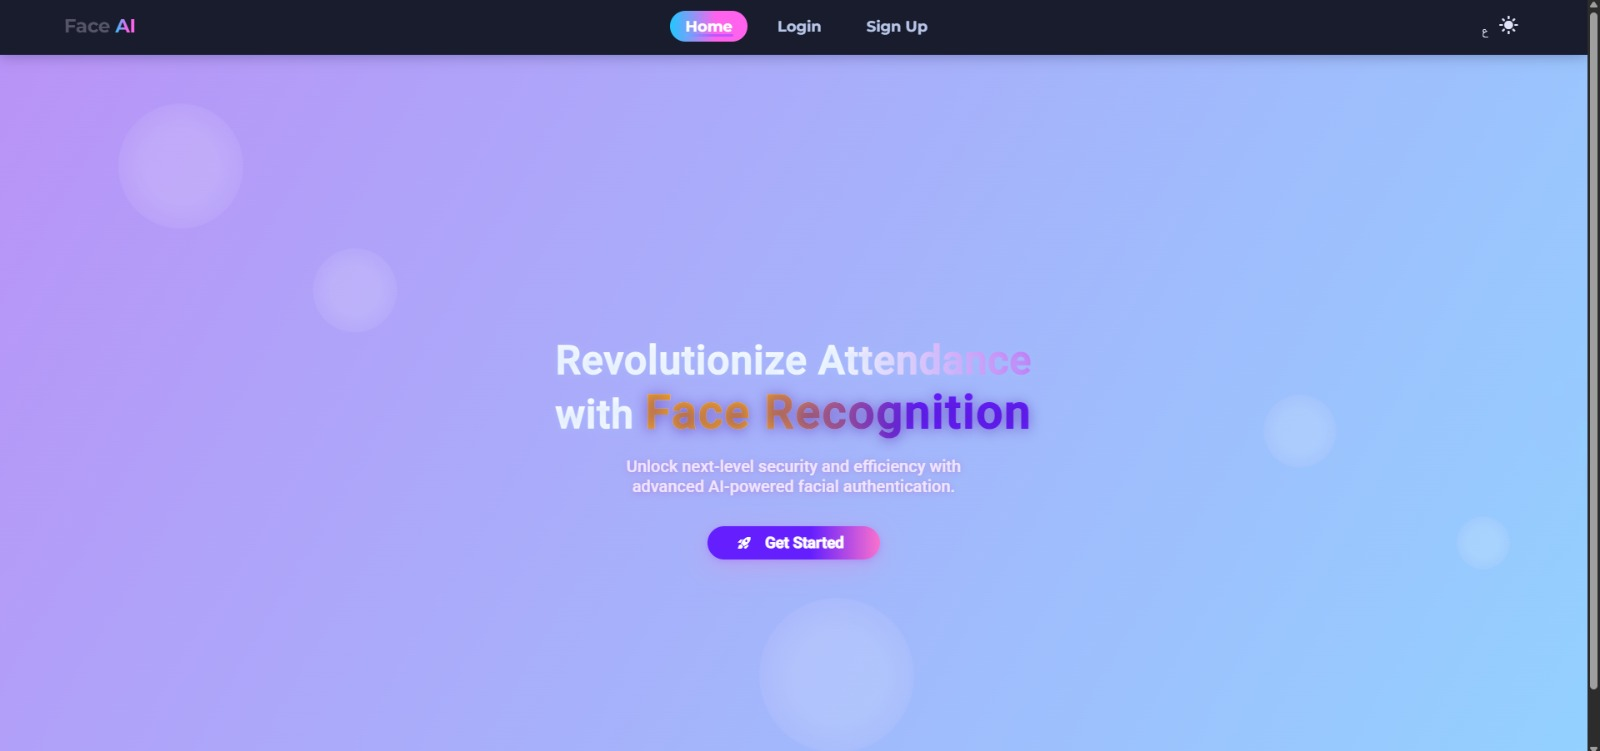 Face AI
Home
Login
Sign Up
ع
Revolutionize Attendance
with Face Recognition
Unlock next-level security and efficiency with
advanced AI-powered facial authentication.
Get Started